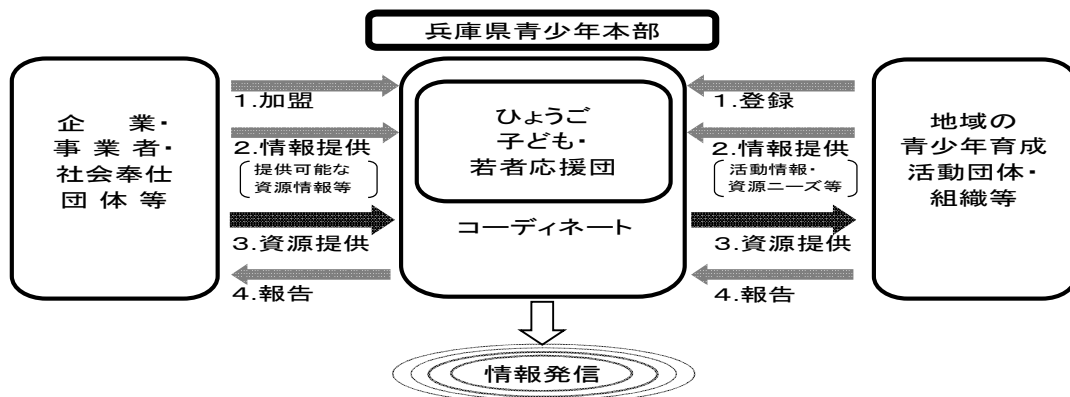 兵庫県青少年本部
企　業・
事業者・
社会奉仕
団体等
1.加盟
2.情報提供
提供可能な
資源情報等
3.資源提供
4.報告
ひょうご
子ども・
若者応援団
コーディネート
1.登録
2.情報提供
活動情報・
資源ニーズ等
3.資源提供
4.報告
地域の
青少年育成
活動団体・
組織等
情報発信